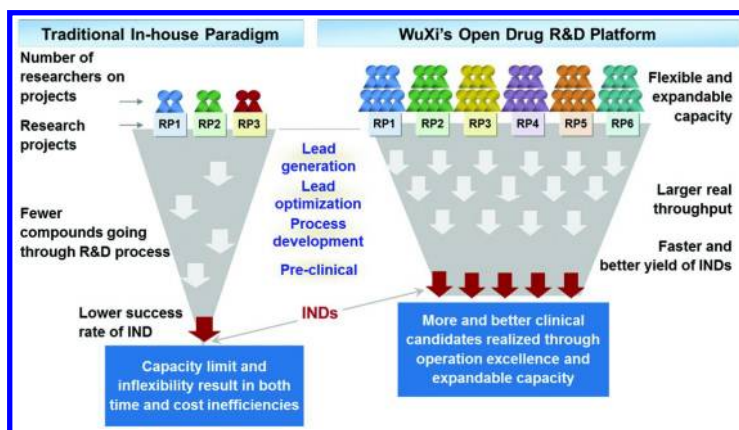 Traditional In-house Paradigm
WuXi's Open Drug R&D Platform
Number of
researchers on
projects
Research
projects
RP1
RP2
RP3
RP1
RP2
RP3
RP4
RP5
RP6
Flexible and
expandable
capacity
Lead
generation
Lead
optimization
Process
development
Pre-clinical
Fewer
compounds going
through R&D process
Larger real
throughput
Faster and
better yield of INDs
Lower success
rate of IND
INDs
Capacity limit and
inflexibility result in both
time and cost inefficiencies
More and better clinical
candidates realized through
operation excellence and
expandable capacity